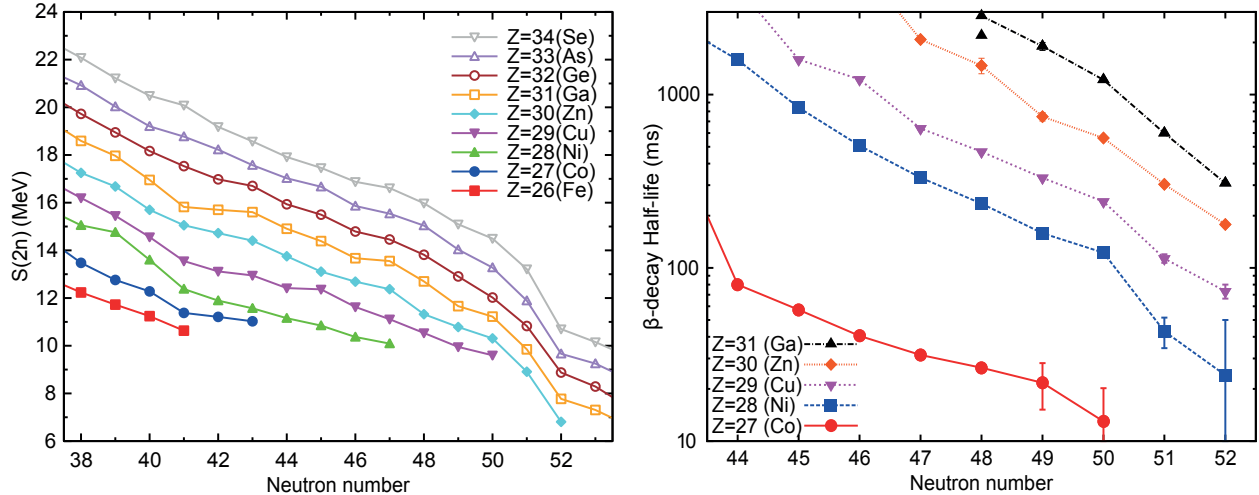 24
22
20
18
16
14
12
10
8
6
S(2n) (MeV)
38
40
42
44
46
48
50
52
Neutron number
Z=34(Se)
Z=33(As)
Z=32(Ge)
Z=31(Ga)
Z=30(Zn)
Z=29(Cu)
Z=28(Ni)
Z=27(Co)
Z=26(Fe)
1000
100
10
β-decay Half-life (ms)
Z=31 (Ga)
Z=30 (Zn)
Z=29 (Cu)
Z=28 (Ni)
Z=27 (Co)
44
45
46
47
48
49
50
51
52
Neutron number